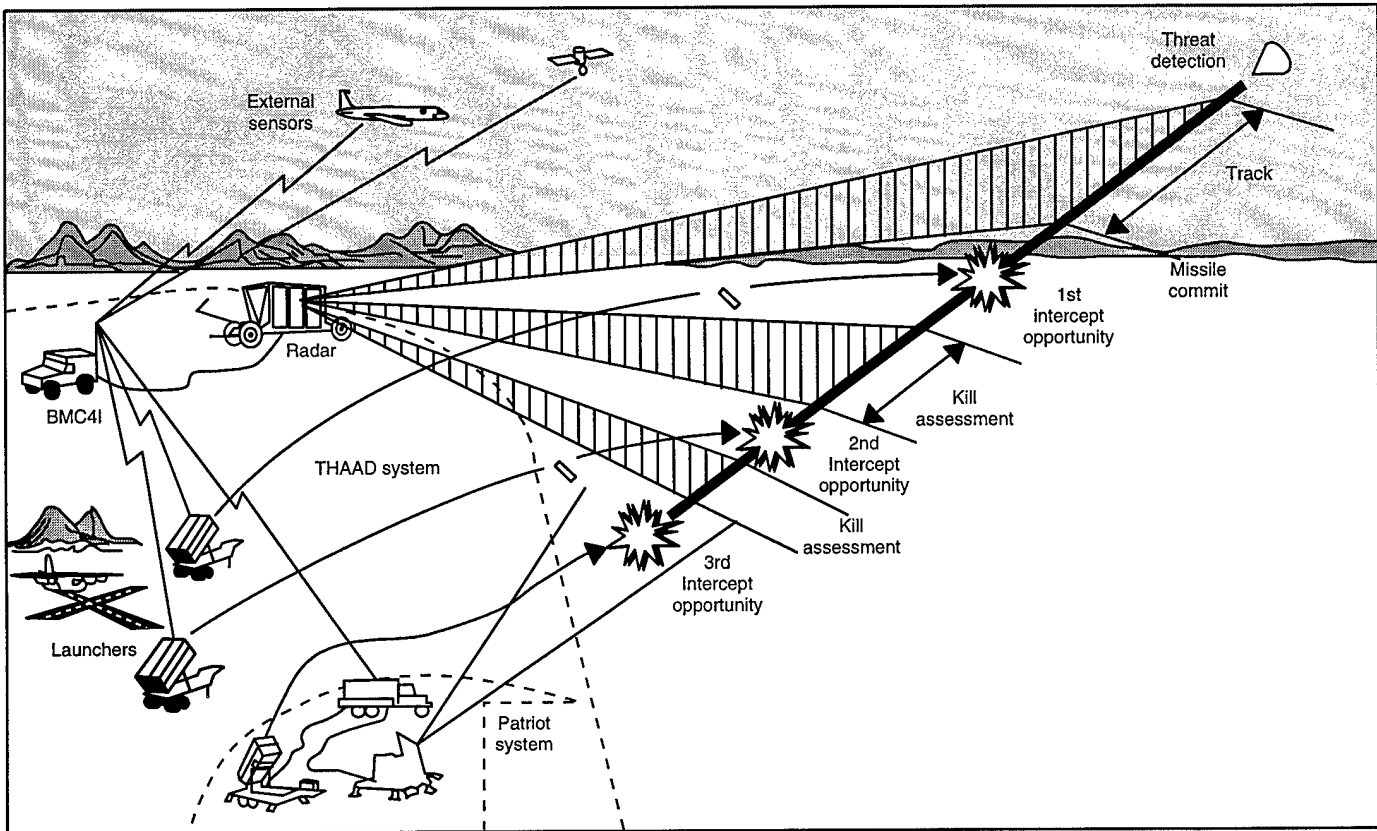 Threat
detection
External
sensors
Track
Missile
commit
1st
intercept
opportunity
Radar
BMC4I
Kill
assessment
2nd
Intercept
opportunity
THAAD system
Kill
assessment
3rd
Intercept
opportunity
Launchers
Patriot
system